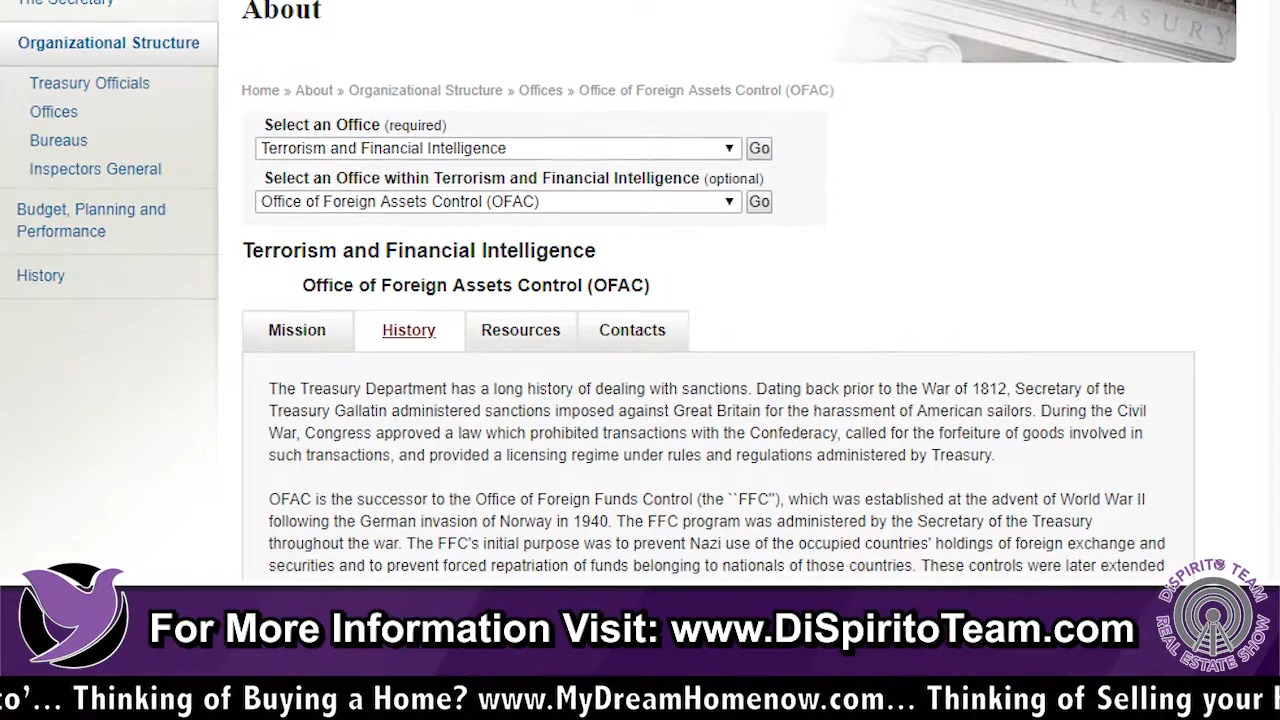 The Secretary
Organizational Structure
Treasury Officials
Offices
Bureaus
Inspectors General
Budget, Planning and
Performance
History
About
TREASURY
Home » About » Organizational Structure » Offices » Office of Foreign Assets Control (OFAC)
Select an Office (required)
Terrorism and Financial Intelligence ▼ Go
Select an Office within Terrorism and Financial Intelligence (optional)
Office of Foreign Assets Control (OFAC) ▼ Go
Terrorism and Financial Intelligence
Office of Foreign Assets Control (OFAC)
Mission History Resources Contacts
The Treasury Department has a long history of dealing with sanctions. Dating back prior to the War of 1812, Secretary of the
Treasury Gallatin administered sanctions imposed against Great Britain for the harassment of American sailors. During the Civil
War, Congress approved a law which prohibited transactions with the Confederacy, called for the forfeiture of goods involved in
such transactions, and provided a licensing regime under rules and regulations administered by Treasury.
OFAC is the successor to the Office of Foreign Funds Control (the ``FFC''), which was established at the advent of World War II
following the German invasion of Norway in 1940. The FFC program was administered by the Secretary of the Treasury
throughout the war. The FFC's initial purpose was to prevent Nazi use of the occupied countries' holdings of foreign exchange and
securities and to prevent forced repatriation of funds belonging to nationals of those countries. These controls were later extended
For More Information Visit: www.DiSpiritoTeam.com
DiSPIRITO TEAM
REAL ESTATE SHOW
to'... Thinking of Buying a Home? www.MyDreamHomenow.com... Thinking of Selling your